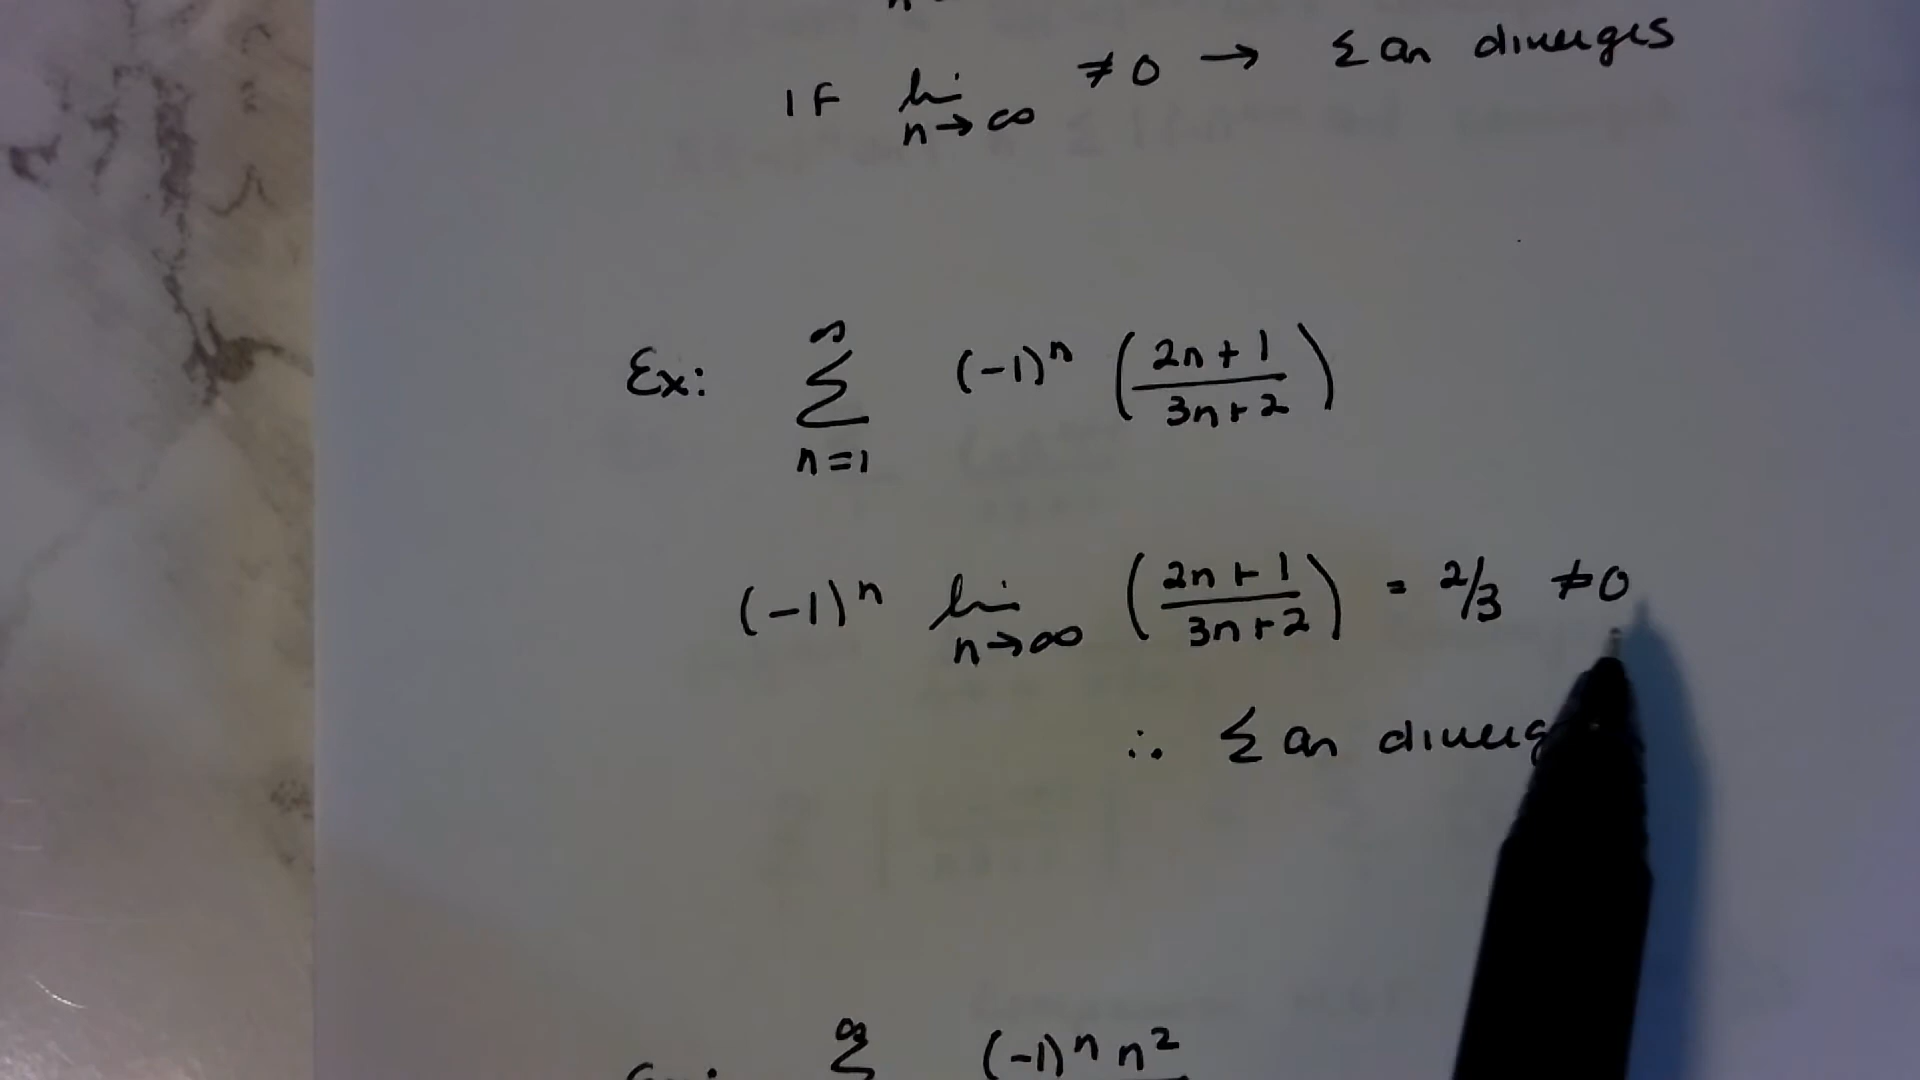 IF lim n→∞ ≠ 0 → Σ an diverges
Ex: ∞ Σ n=1 (-1)^n (2n+1 / 3n+2)
(-1)^n lim n→∞ (2n+1 / 3n+2) = 2/3 ≠0
∴ Σ an diverg
∞ Σ (-1)^n n^2